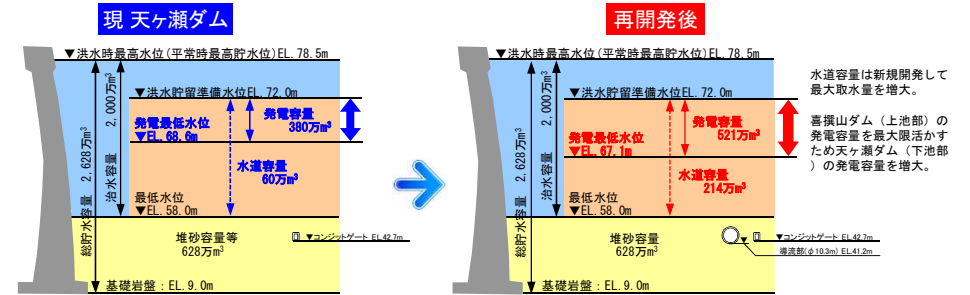 現 天ヶ瀬ダム
▼洪水時最高水位(平常時最高貯水位)EL. 78.5m
▼洪水貯留準備水位EL. 72.0m
発電容量
380万m³
発電最低水位
▼EL. 68.6m
水道容量
60万m³
最低水位
▼EL. 58.0m
治水容量 2,000万m³
総貯水容量 2,628万m³
堆砂容量等
628万m³
▼コンジットゲート EL.42.7m
基礎岩盤：EL. 9.0m
再開発後
▼洪水時最高水位(平常時最高貯水位)EL. 78.5m
▼洪水貯留準備水位EL. 72.0m
発電容量
521万m³
発電最低水位
▼EL. 67.1m
水道容量
214万m³
最低水位
▼EL. 58.0m
治水容量 2,000万m³
総貯水容量 2,628万m³
堆砂容量
628万m³
▼コンジットゲート EL.42.7m
導流部(φ10.3m) EL.41.2m
基礎岩盤：EL. 9.0m
水道容量は新規開発して
最大取水量を増大。
喜撰山ダム（上池部）の
発電容量を最大限活かす
ため天ヶ瀬ダム（下池部
）の発電容量を増大。